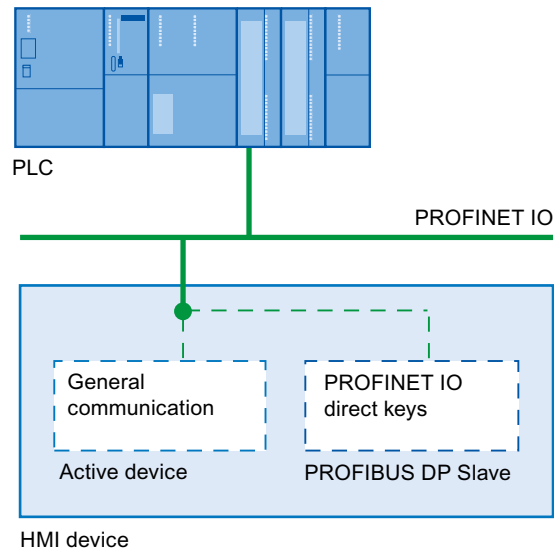 PLC
PROFINET IO
General
communication
PROFINET IO
direct keys
Active device
PROFIBUS DP Slave
HMI device